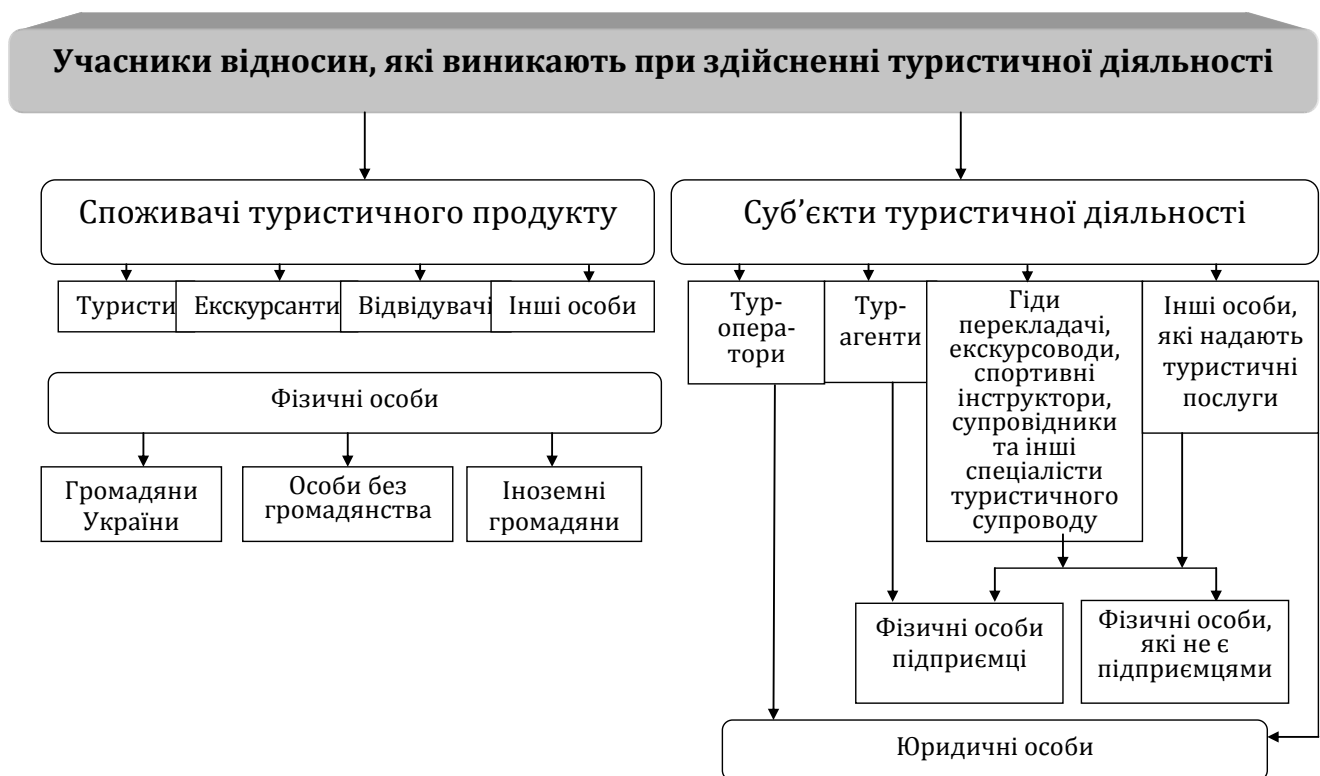 Учасники відносин, які виникають при здійсненні туристичної діяльності
Споживачі туристичного продукту
Суб’єкти туристичної діяльності
Туристи
Екскурсанти
Відвідувачі
Інші особи
Тур-
опера-
тори
Тур-
агенти
Гіди
перекладачі,
екскурсоводи,
спортивні
інструктори,
супровідники
та інші
спеціалісти
туристичного
супроводу
Інші особи,
які надають
туристичні
послуги
Фізичні особи
Громадяни
України
Особи без
громадянства
Іноземні
громадяни
Фізичні особи
підприємці
Фізичні особи,
які не є
підприємцями
Юридичні особи